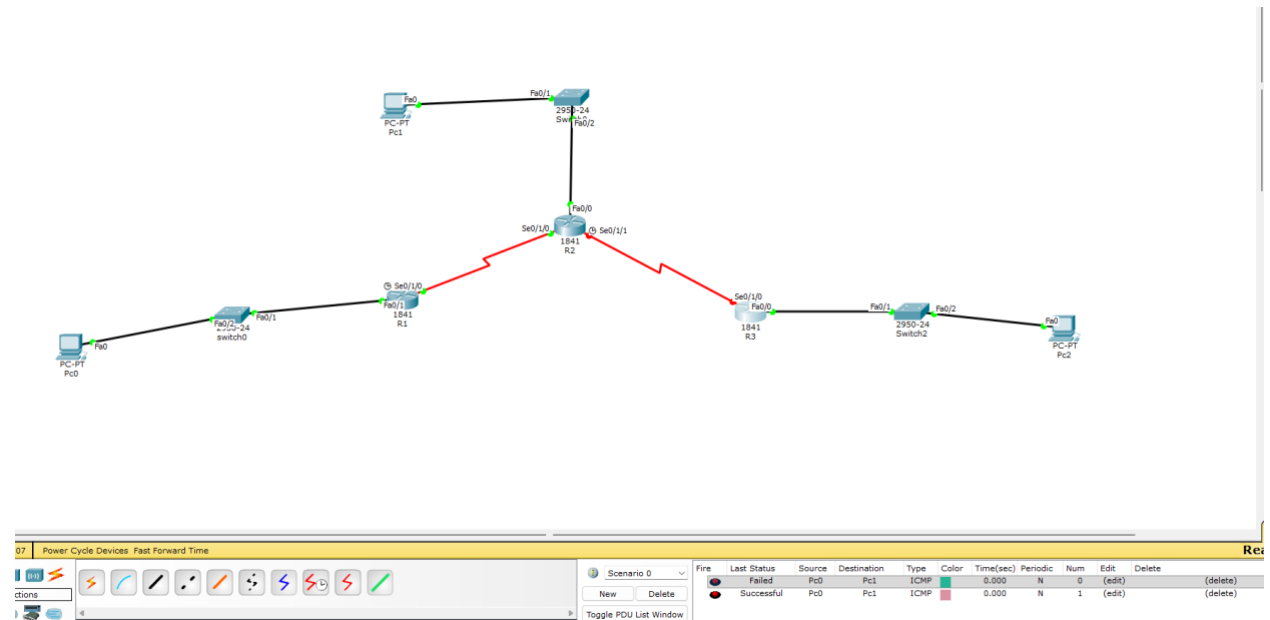 Fa0
PC-PT
Pc1
Fa0/1
2950-24
Fa0/2
Fa0/0
Se0/1/0
Se0/1/1
1841
R2
Se0/1/0
Fa0/1
1841
R1
Fa0/2
Fa0/1
switch0
Fa0
PC-PT
Pc0
Se0/1/0
Fa0/0
1841
R3
Fa0/1
Fa0/2
2950-24
Switch2
Fa0
PC-PT
Pc2
07 Power Cycle Devices Fast Forward Time
Scenario 0
New Delete
Toggle PDU List Window
Fire Last Status Source Destination Type Color Time(sec) Periodic Num Edit Delete
Failed Pc0 Pc1 ICMP 0.000 N 0 (edit) (delete)
Successful Pc0 Pc1 ICMP 0.000 N 1 (edit) (delete)